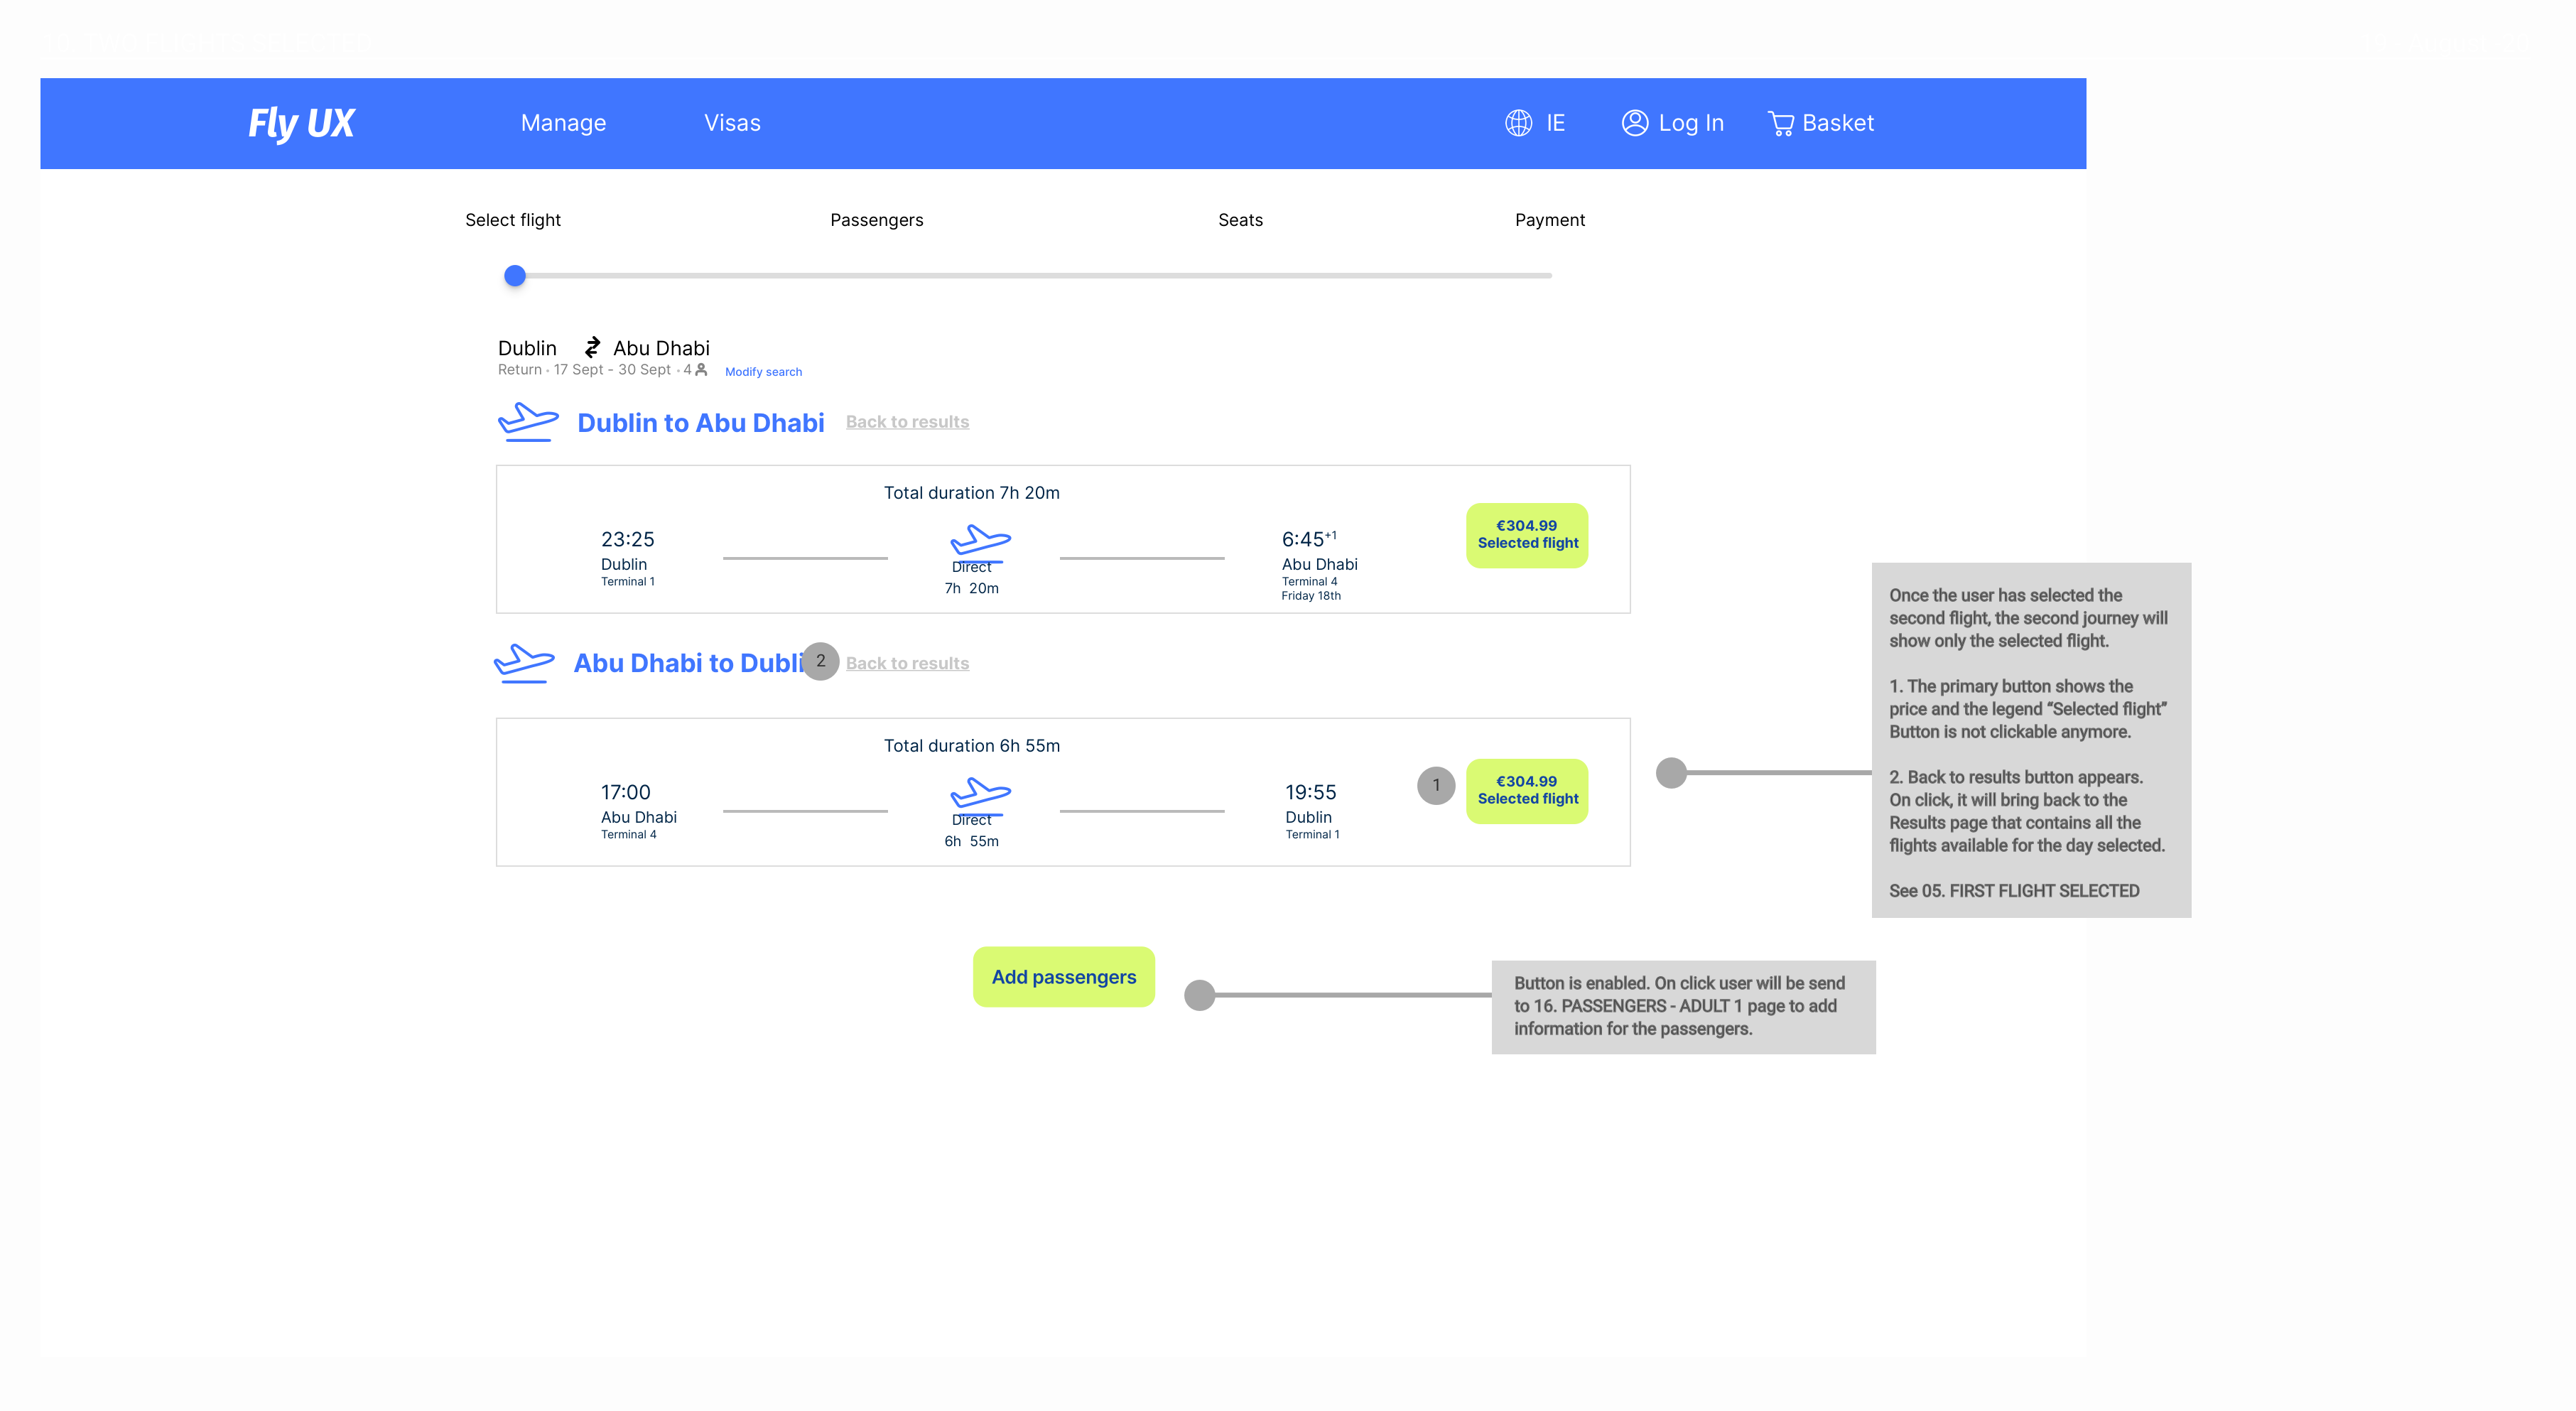 Fly UX
Manage
Visas
IE
Log In
Basket
Select flight
Passengers
Seats
Payment
Dublin
Abu Dhabi
Return · 17 Sept - 30 Sept · 4
Modify search
Dublin to Abu Dhabi
Back to results
Total duration 7h 20m
23:25
Dublin
Terminal 1
Direct
7h 20m
6:45+1
Abu Dhabi
Terminal 4
Friday 18th
€304.99
Selected flight
Abu Dhabi to Dubli
2
Back to results
Total duration 6h 55m
17:00
Abu Dhabi
Terminal 4
Direct
6h 55m
19:55
Dublin
Terminal 1
1
€304.99
Selected flight
Once the user has selected the
second flight, the second journey will
show only the selected flight.
1. The primary button shows the
price and the legend “Selected flight”
Button is not clickable anymore.
2. Back to results button appears.
On click, it will bring back to the
Results page that contains all the
flights available for the day selected.
See 05. FIRST FLIGHT SELECTED
Add passengers
Button is enabled. On click user will be send
to 16. PASSENGERS - ADULT 1 page to add
information for the passengers.